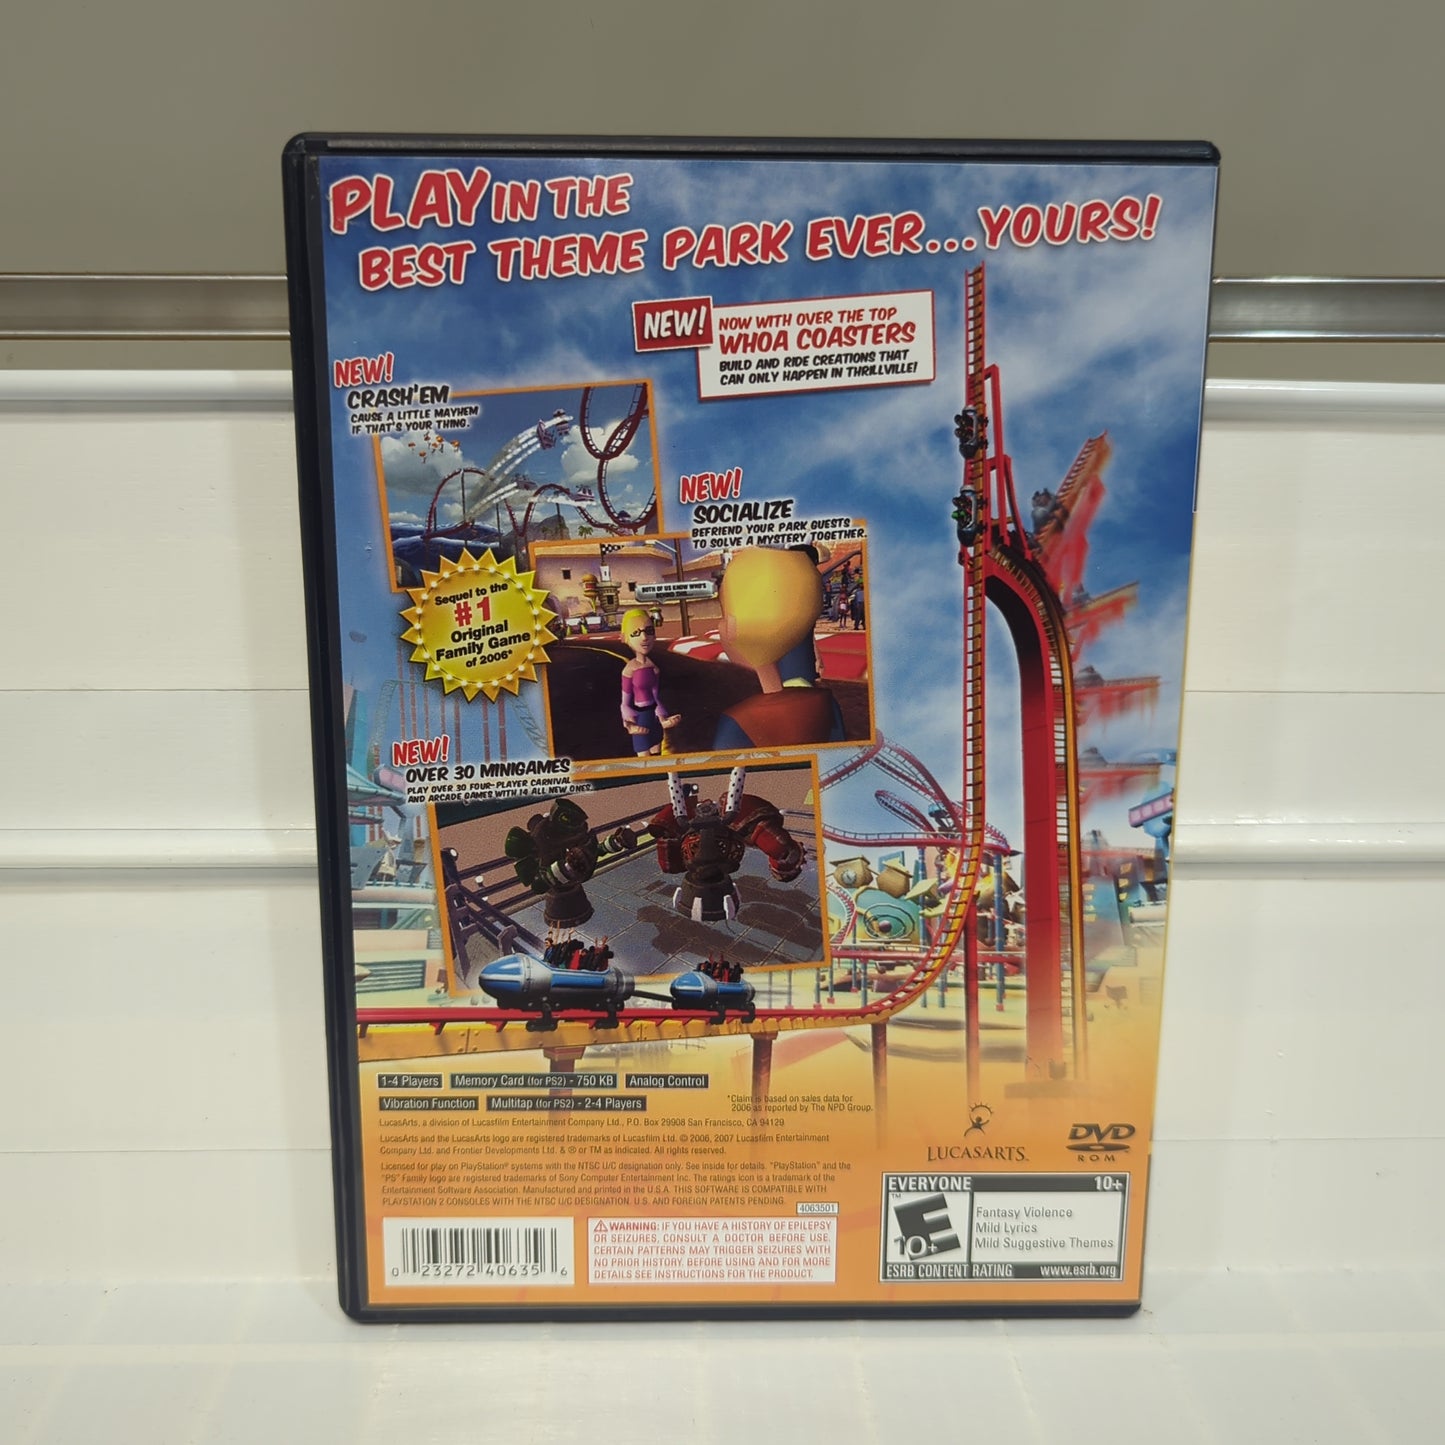 PLAY IN THE
BEST THEME PARK EVER...YOURS!
NEW!
NOW WITH OVER THE TOP
WHOA COASTERS
BUILD AND RIDE CREATIONS THAT
CAN ONLY HAPPEN IN THRILLVILLE!
NEW!
CRASH'EM
CAUSE A LITTLE MAYHEM
IF THAT'S YOUR THING.
NEW!
SOCIALIZE
BEFRIEND YOUR PARK GUESTS
TO SOLVE A MYSTERY TOGETHER.
BOTH OF US KNOW WHO'S
BEHIND THIS...
Sequel to the
#1
Original
Family Game
of 2006*
NEW!
OVER 30 MINIGAMES
PLAY OVER 30 FOUR-PLAYER CARNIVAL
AND ARCADE GAMES WITH 14 ALL NEW ONES.
1-4 Players
Memory Card (for PS2) - 750 KB
Analog Control
Vibration Function
Multitap (for PS2) - 2-4 Players
*Claim is based on sales data for
2006 as reported by The NPD Group.
LucasArts, a division of Lucasfilm Entertainment Company Ltd., P.O. Box 29908 San Francisco, CA 94129
LucasArts and the LucasArts logo are registered trademarks of Lucasfilm Ltd. © 2006, 2007 Lucasfilm Entertainment
Company Ltd. and Frontier Developments Ltd. & ® or TM as indicated. All rights reserved.
Licensed for play on PlayStation® systems with the NTSC U/C designation only. See inside for details. "PlayStation" and the
"PS" Family logo are registered trademarks of Sony Computer Entertainment Inc. The ratings icon is a trademark of the
Entertainment Software Association. Manufactured and printed in the U.S.A. THIS SOFTWARE IS COMPATIBLE WITH
PLAYSTATION 2 CONSOLES WITH THE NTSC U/C DESIGNATION. U.S. AND FOREIGN PATENTS PENDING.
4063501
LUCASARTS
DVD
ROM
0 23272 40635 6
WARNING: IF YOU HAVE A HISTORY OF EPILEPSY
OR SEIZURES, CONSULT A DOCTOR BEFORE USE.
CERTAIN PATTERNS MAY TRIGGER SEIZURES WITH
NO PRIOR HISTORY. BEFORE USING AND FOR MORE
DETAILS SEE INSTRUCTIONS FOR THE PRODUCT.
EVERYONE 10+
™
E
10+
Fantasy Violence
Mild Lyrics
Mild Suggestive Themes
ESRB CONTENT RATING www.esrb.org